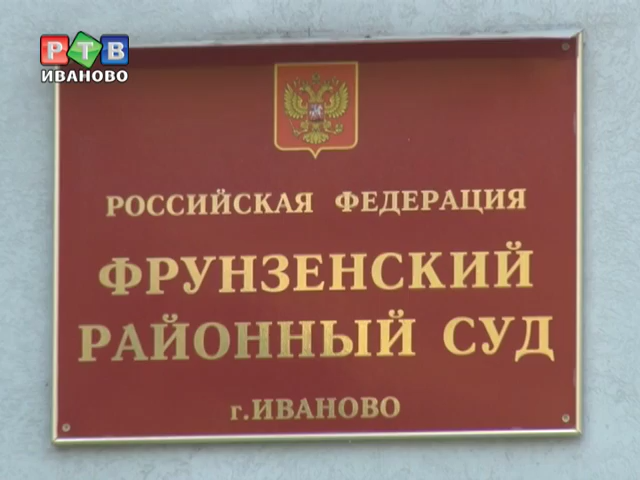 РТВ
ИВАНОВО
РОССИЙСКАЯ ФЕДЕРАЦИЯ
ФРУНЗЕНСКИЙ
РАЙОННЫЙ СУД
г.ИВАНОВО